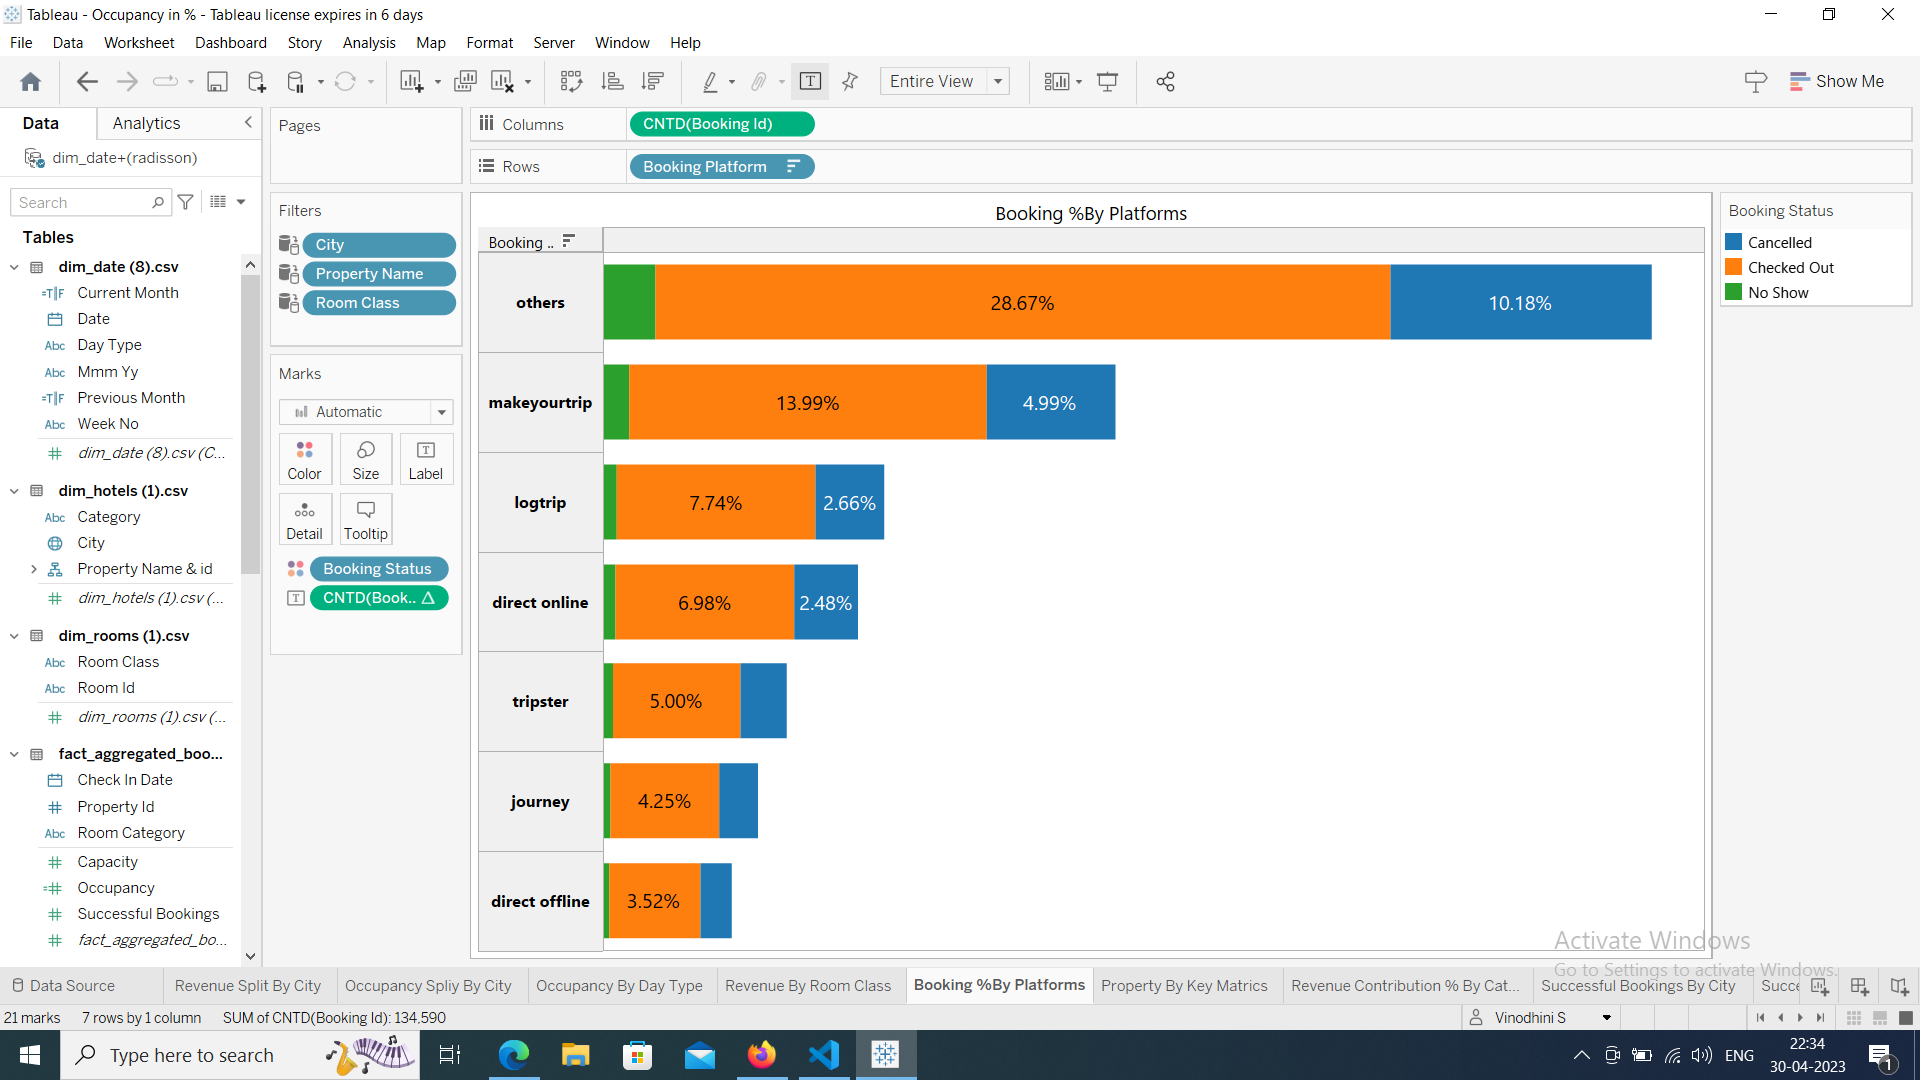 Tableau - Occupancy in % - Tableau license expires in 6 days
File Data Worksheet Dashboard Story Analysis Map Format Server Window Help
Entire View
Show Me
Data Analytics
dim_date+(radisson)
Search
Tables
dim_date (8).csv
=T|F Current Month
Date
Abc Day Type
Abc Mmm Yy
=T|F Previous Month
Abc Week No
dim_date (8).csv (C...
dim_hotels (1).csv
Abc Category
City
Property Name & id
dim_hotels (1).csv (...
dim_rooms (1).csv
Abc Room Class
Abc Room Id
dim_rooms (1).csv (...
fact_aggregated_boo...
Check In Date
Property Id
Abc Room Category
Capacity
Occupancy
Successful Bookings
fact_aggregated_bo...
Pages
Filters
City
Property Name
Room Class
Marks
Automatic
Color Size Label
Detail Tooltip
Booking Status
CNTD(Book.. △
Columns CNTD(Booking Id)
Rows Booking Platform
Booking %By Platforms
Booking ..
others 28.67% 10.18%
makeyourtrip 13.99% 4.99%
logtrip 7.74% 2.66%
direct online 6.98% 2.48%
tripster 5.00%
journey 4.25%
direct offline 3.52%
Booking Status
Cancelled
Checked Out
No Show
Activate Windows
Go to Settings to activate Windows.
Data Source Revenue Split By City Occupancy Spliy By City Occupancy By Day Type Revenue By Room Class Booking %By Platforms Property By Key Matrics Revenue Contribution % By Cat... Successful Bookings By City Succe
21 marks 7 rows by 1 column SUM of CNTD(Booking Id): 134,590
Vinodhini S
Type here to search
ENG
22:34
30-04-2023
1